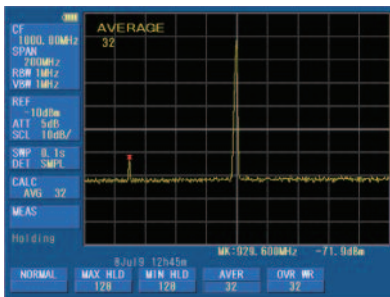 CF
1000.00MHz
SPAN
200MHz
RBW 1MHz
VBW 1MHz
REF
-10dBm
ATT 5dB
SCL 10dB/
SWP 0.1s
DET SMPL
CALC
AVG 32
MEAS
Holding
AVERAGE
32
MK:929.600MHz -71.9dBm
8Jul9 12h45m
NORMAL
MAX HLD
128
MIN HLD
128
AVER
32
OVR WR
32